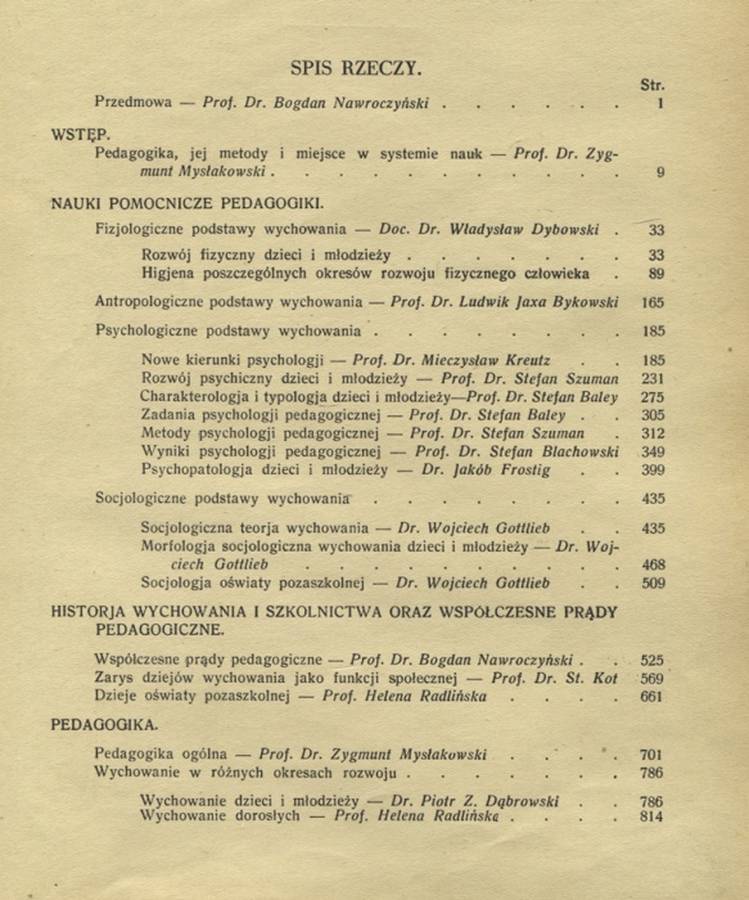 SPIS RZECZY.
Str.
Przedmowa — Prof. Dr. Bogdan Nawroczyński . . . . . . 1
WSTĘP.
Pedagogika, jej metody i miejsce w systemie nauk — Prof. Dr. Zyg-
munt Mysłakowski . . . . . . . . . . . 9
NAUKI POMOCNICZE PEDAGOGIKI.
Fizjologiczne podstawy wychowania — Doc. Dr. Władysław Dybowski . 33
Rozwój fizyczny dzieci i młodzieży . . . . . . . 33
Higjena poszczególnych okresów rozwoju fizycznego człowieka . 89
Antropologiczne podstawy wychowania — Prof. Dr. Ludwik Jaxa Bykowski 165
Psychologiczne podstawy wychowania . . . . . . . . 185
Nowe kierunki psychologji — Prof. Dr. Mieczysław Kreutz . . 185
Rozwój psychiczny dzieci i młodzieży — Prof. Dr. Stefan Szuman 231
Charakterologja i typologja dzieci i młodzieży—Prof. Dr. Stefan Baley 275
Zadania psychologji pedagogicznej — Prof. Dr. Stefan Baley . . 305
Metody psychologji pedagogicznej — Prof. Dr. Stefan Szuman . 312
Wyniki psychologji pedagogicznej — Prof. Dr. Stefan Błachowski 349
Psychopatologja dzieci i młodzieży — Dr. Jakób Frostig . . 399
Socjologiczne podstawy wychowania . . . . . . . . 435
Socjologiczna teorja wychowania — Dr. Wojciech Gottlieb . . 435
Morfologja socjologiczna wychowania dzieci i młodzieży — Dr. Woj-
ciech Gottlieb . . . . . . . . . . 468
Socjologja oświaty pozaszkolnej — Dr. Wojciech Gottlieb . . 509
HISTORJA WYCHOWANIA I SZKOLNICTWA ORAZ WSPÓŁCZESNE PRĄDY
PEDAGOGICZNE.
Współczesne prądy pedagogiczne — Prof. Dr. Bogdan Nawroczyński . . 525
Zarys dziejów wychowania jako funkcji społecznej — Prof. Dr. St. Kot 569
Dzieje oświaty pozaszkolnej — Prof. Helena Radlińska . . . . 661
PEDAGOGIKA.
Pedagogika ogólna — Prof. Dr. Zygmunt Mysłakowski . . . . 701
Wychowanie w różnych okresach rozwoju . . . . . . . 786
Wychowanie dzieci i młodzieży — Dr. Piotr Z. Dąbrowski . . 786
Wychowanie dorosłych — Prof. Helena Radlińska . . . . 814